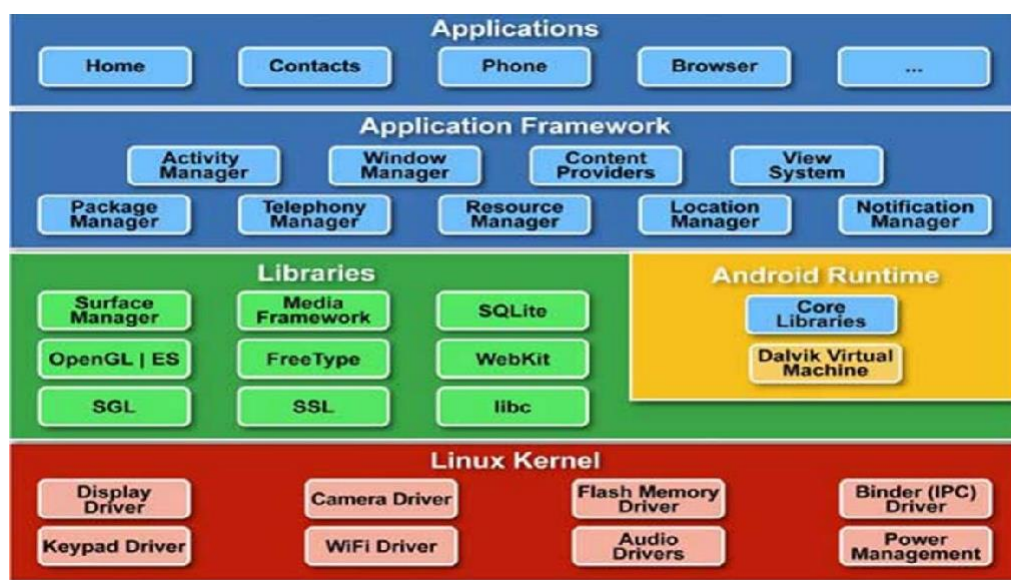 Applications
Home
Contacts
Phone
Browser
...
Application Framework
Activity
Manager
Window
Manager
Content
Providers
View
System
Package
Manager
Telephony
Manager
Resource
Manager
Location
Manager
Notification
Manager
Libraries
Surface
Manager
Media
Framework
SQLite
OpenGL | ES
FreeType
WebKit
SGL
SSL
libc
Android Runtime
Core
Libraries
Dalvik Virtual
Machine
Linux Kernel
Display
Driver
Camera Driver
Flash Memory
Driver
Binder (IPC)
Driver
Keypad Driver
WiFi Driver
Audio
Drivers
Power
Management